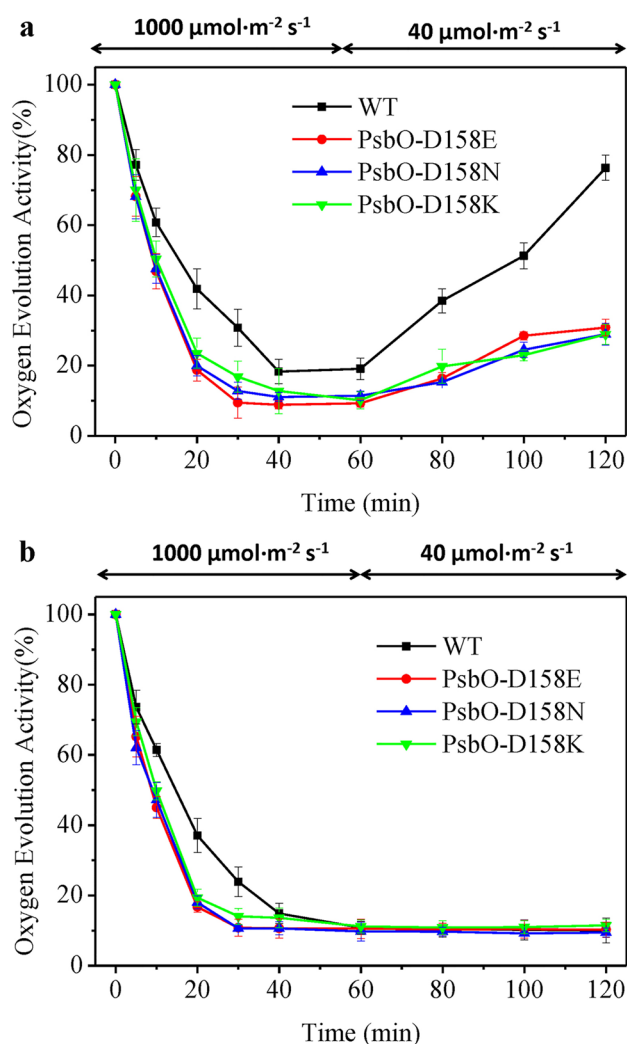 a
1000 μmol·m⁻² s⁻¹ 40 μmol·m⁻² s⁻¹
100
80
60
40
20
0
Oxygen Evolution Activity(%)
WT
PsbO-D158E
PsbO-D158N
PsbO-D158K
0 20 40 60 80 100 120
Time (min)
b
1000 μmol·m⁻² s⁻¹ 40 μmol·m⁻² s⁻¹
100
80
60
40
20
0
Oxygen Evolution Activity(%)
WT
PsbO-D158E
PsbO-D158N
PsbO-D158K
0 20 40 60 80 100 120
Time (min)